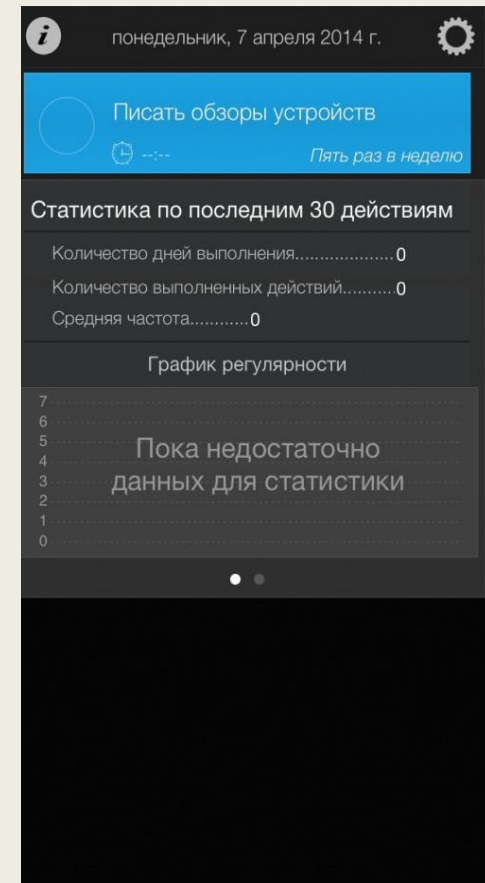 i понедельник, 7 апреля 2014 г.
Писать обзоры устройств
--:-- Пять раз в неделю
Статистика по последним 30 действиям
Количество дней выполнения....................0
Количество выполненных действий...........0
Средняя частота............0
График регулярности
7
6
5
4
3
2
1
0
Пока недостаточно
данных для статистики